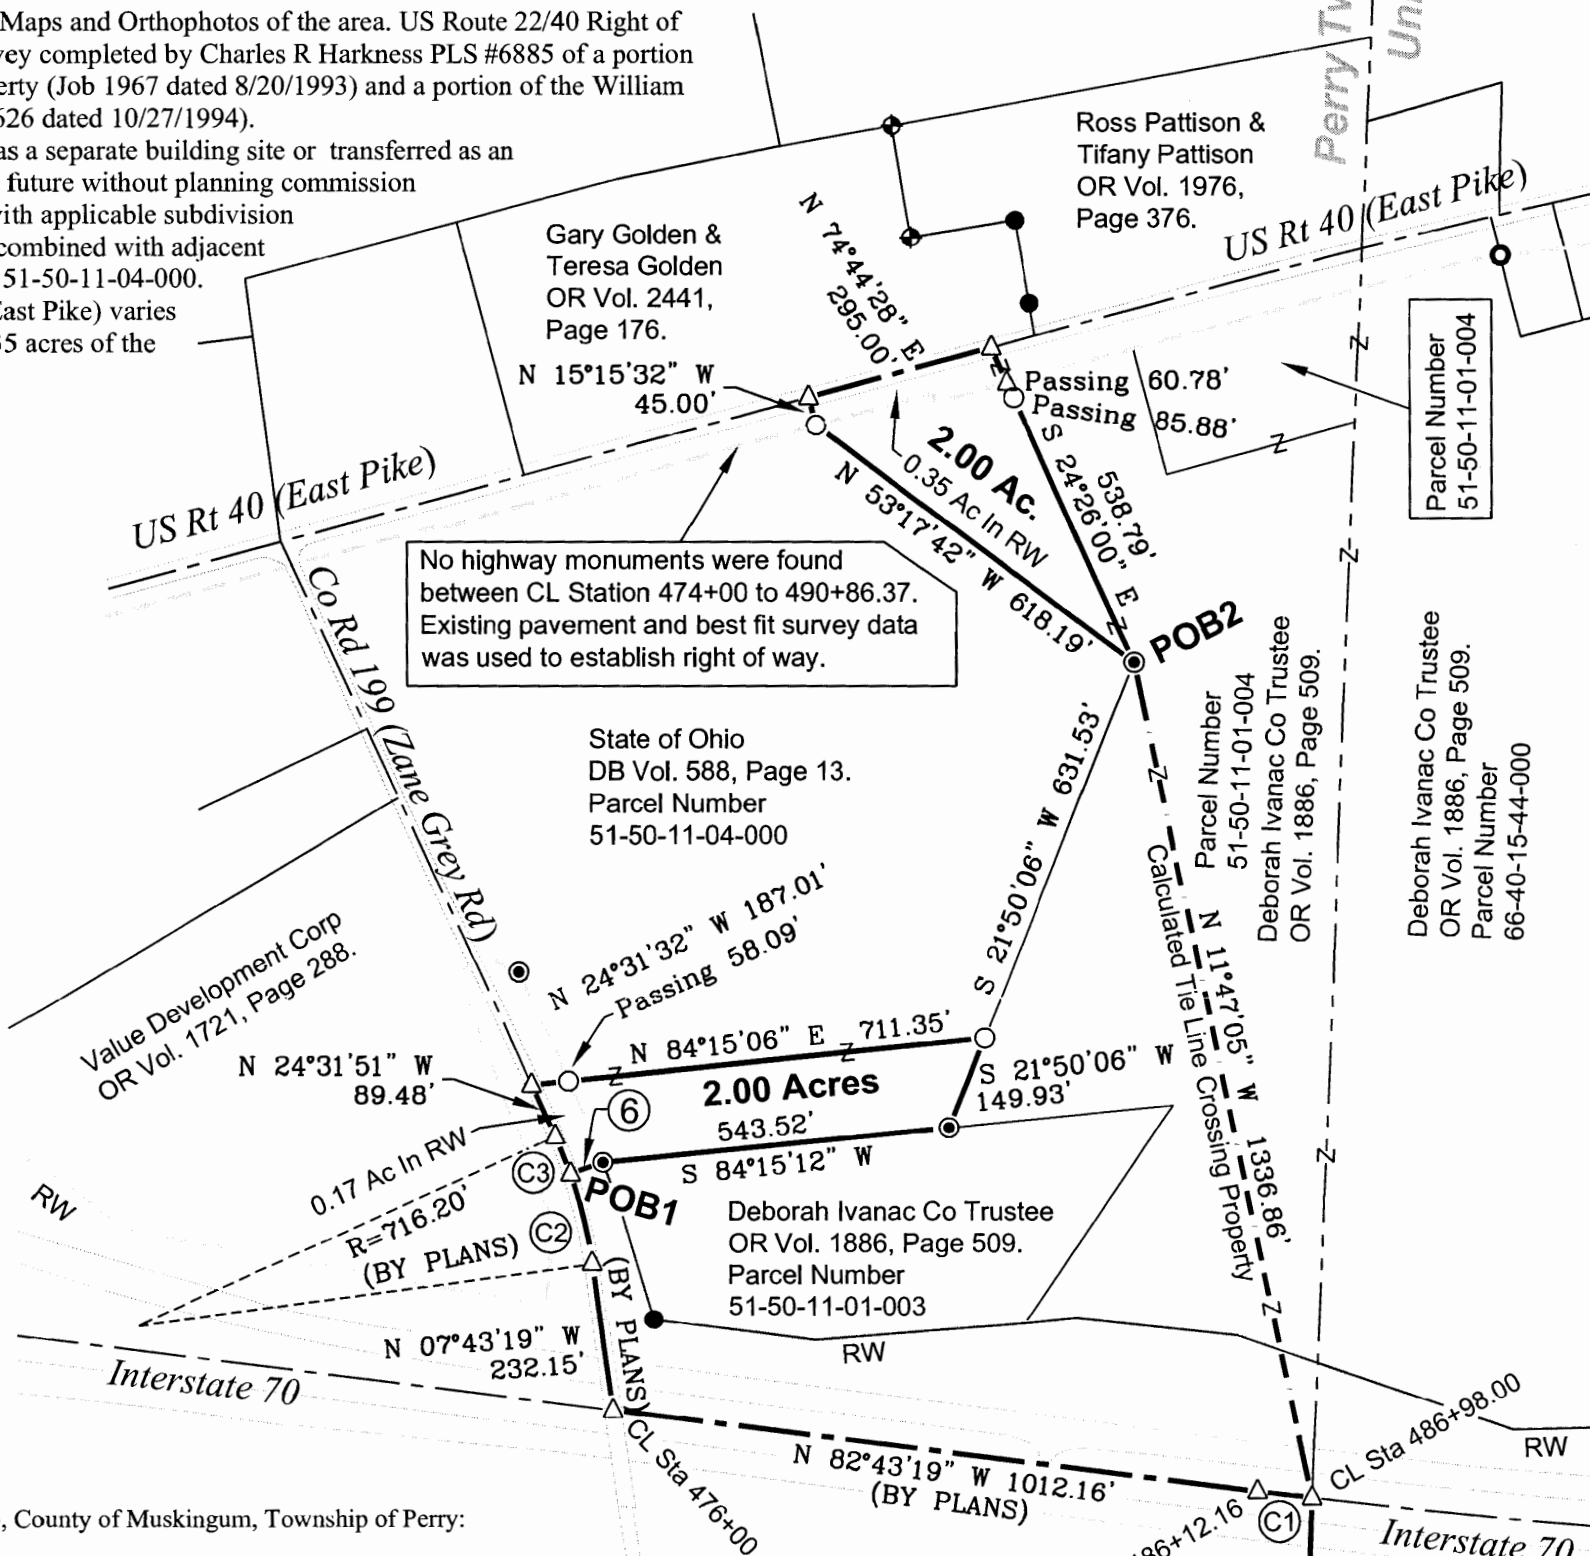 Maps and Orthophotos of the area. US Route 22/40 Right of
vey completed by Charles R Harkness PLS #6885 of a portion
erty (Job 1967 dated 8/20/1993) and a portion of the William
626 dated 10/27/1994).
as a separate building site or transferred as an
future without planning commission
with applicable subdivision
combined with adjacent
51-50-11-04-000.
East Pike) varies
35 acres of the
Perry Tw
Uni
Ross Pattison &
Tifany Pattison
OR Vol. 1976,
Page 376.
US Rt 40 (East Pike)
Gary Golden &
Teresa Golden
OR Vol. 2441,
Page 176.
N 74°44'28" E
295.00'
N 15°15'32" W
45.00'
Z
Passing 60.78'
Passing 85.88'
Z
Z
Parcel Number
51-50-11-01-004
US Rt 40 (East Pike)
2.00 Ac.
0.35 Ac In RW
S 24°26'00" E
538.79'
Z
N 53°17'42" W 618.19'
POB2
Z
No highway monuments were found
between CL Station 474+00 to 490+86.37.
Existing pavement and best fit survey data
was used to establish right of way.
Co Rd 199 (Zane Grey Rd)
State of Ohio
DB Vol. 588, Page 13.
Parcel Number
51-50-11-04-000
S 21°50'06" W 631.53'
Z
Parcel Number
51-50-11-01-004
Deborah Ivanac Co Trustee
OR Vol. 1886, Page 509.
Deborah Ivanac Co Trustee
OR Vol. 1886, Page 509.
Parcel Number
66-40-15-44-000
Calculated Tie Line Crossing Property
N 11°47'05" W 1336.86'
Z
Z
Value Development Corp
OR Vol. 1721, Page 288.
N 24°31'32" W 187.01'
Passing 58.09'
N 24°31'51" W
89.48'
N 84°15'06" E 711.35'
Z
Z
2.00 Acres
S 21°50'06" W
149.93'
6
543.52'
S 84°15'12" W
0.17 Ac In RW
C3
POB1
R=716.20'
(BY PLANS)
C2
RW
Deborah Ivanac Co Trustee
OR Vol. 1886, Page 509.
Parcel Number
51-50-11-01-003
(BY PLANS)
N 07°43'19" W
232.15'
RW
Interstate 70
CL Sta 476+00
N 82°43'19" W 1012.16'
(BY PLANS)
CL Sta 486+98.00
RW
86+12.16
C1
Interstate 70
, County of Muskingum, Township of Perry: